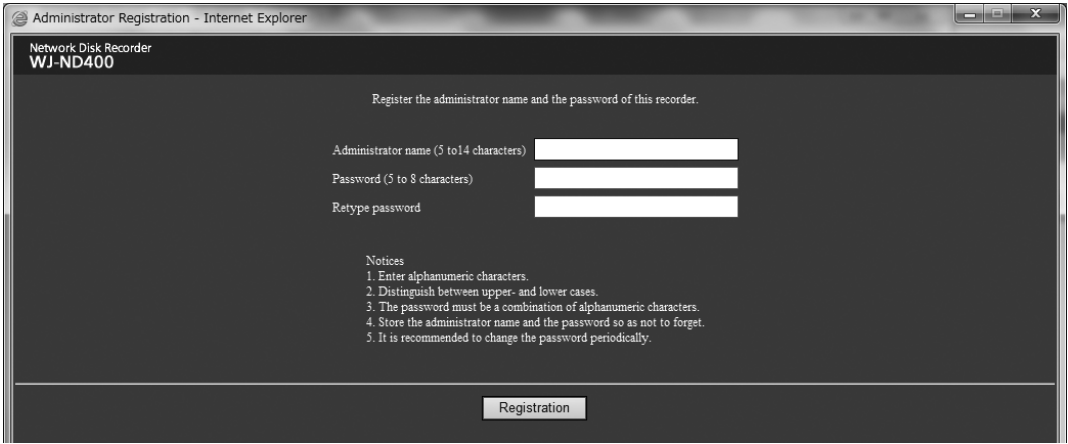 Administrator Registration - Internet Explorer
Network Disk Recorder
WJ-ND400
Register the administrator name and the password of this recorder.
Administrator name (5 to14 characters)
Password (5 to 8 characters)
Retype password
Notices
1. Enter alphanumeric characters.
2. Distinguish between upper- and lower cases.
3. The password must be a combination of alphanumeric characters.
4. Store the administrator name and the password so as not to forget.
5. It is recommended to change the password periodically.
Registration